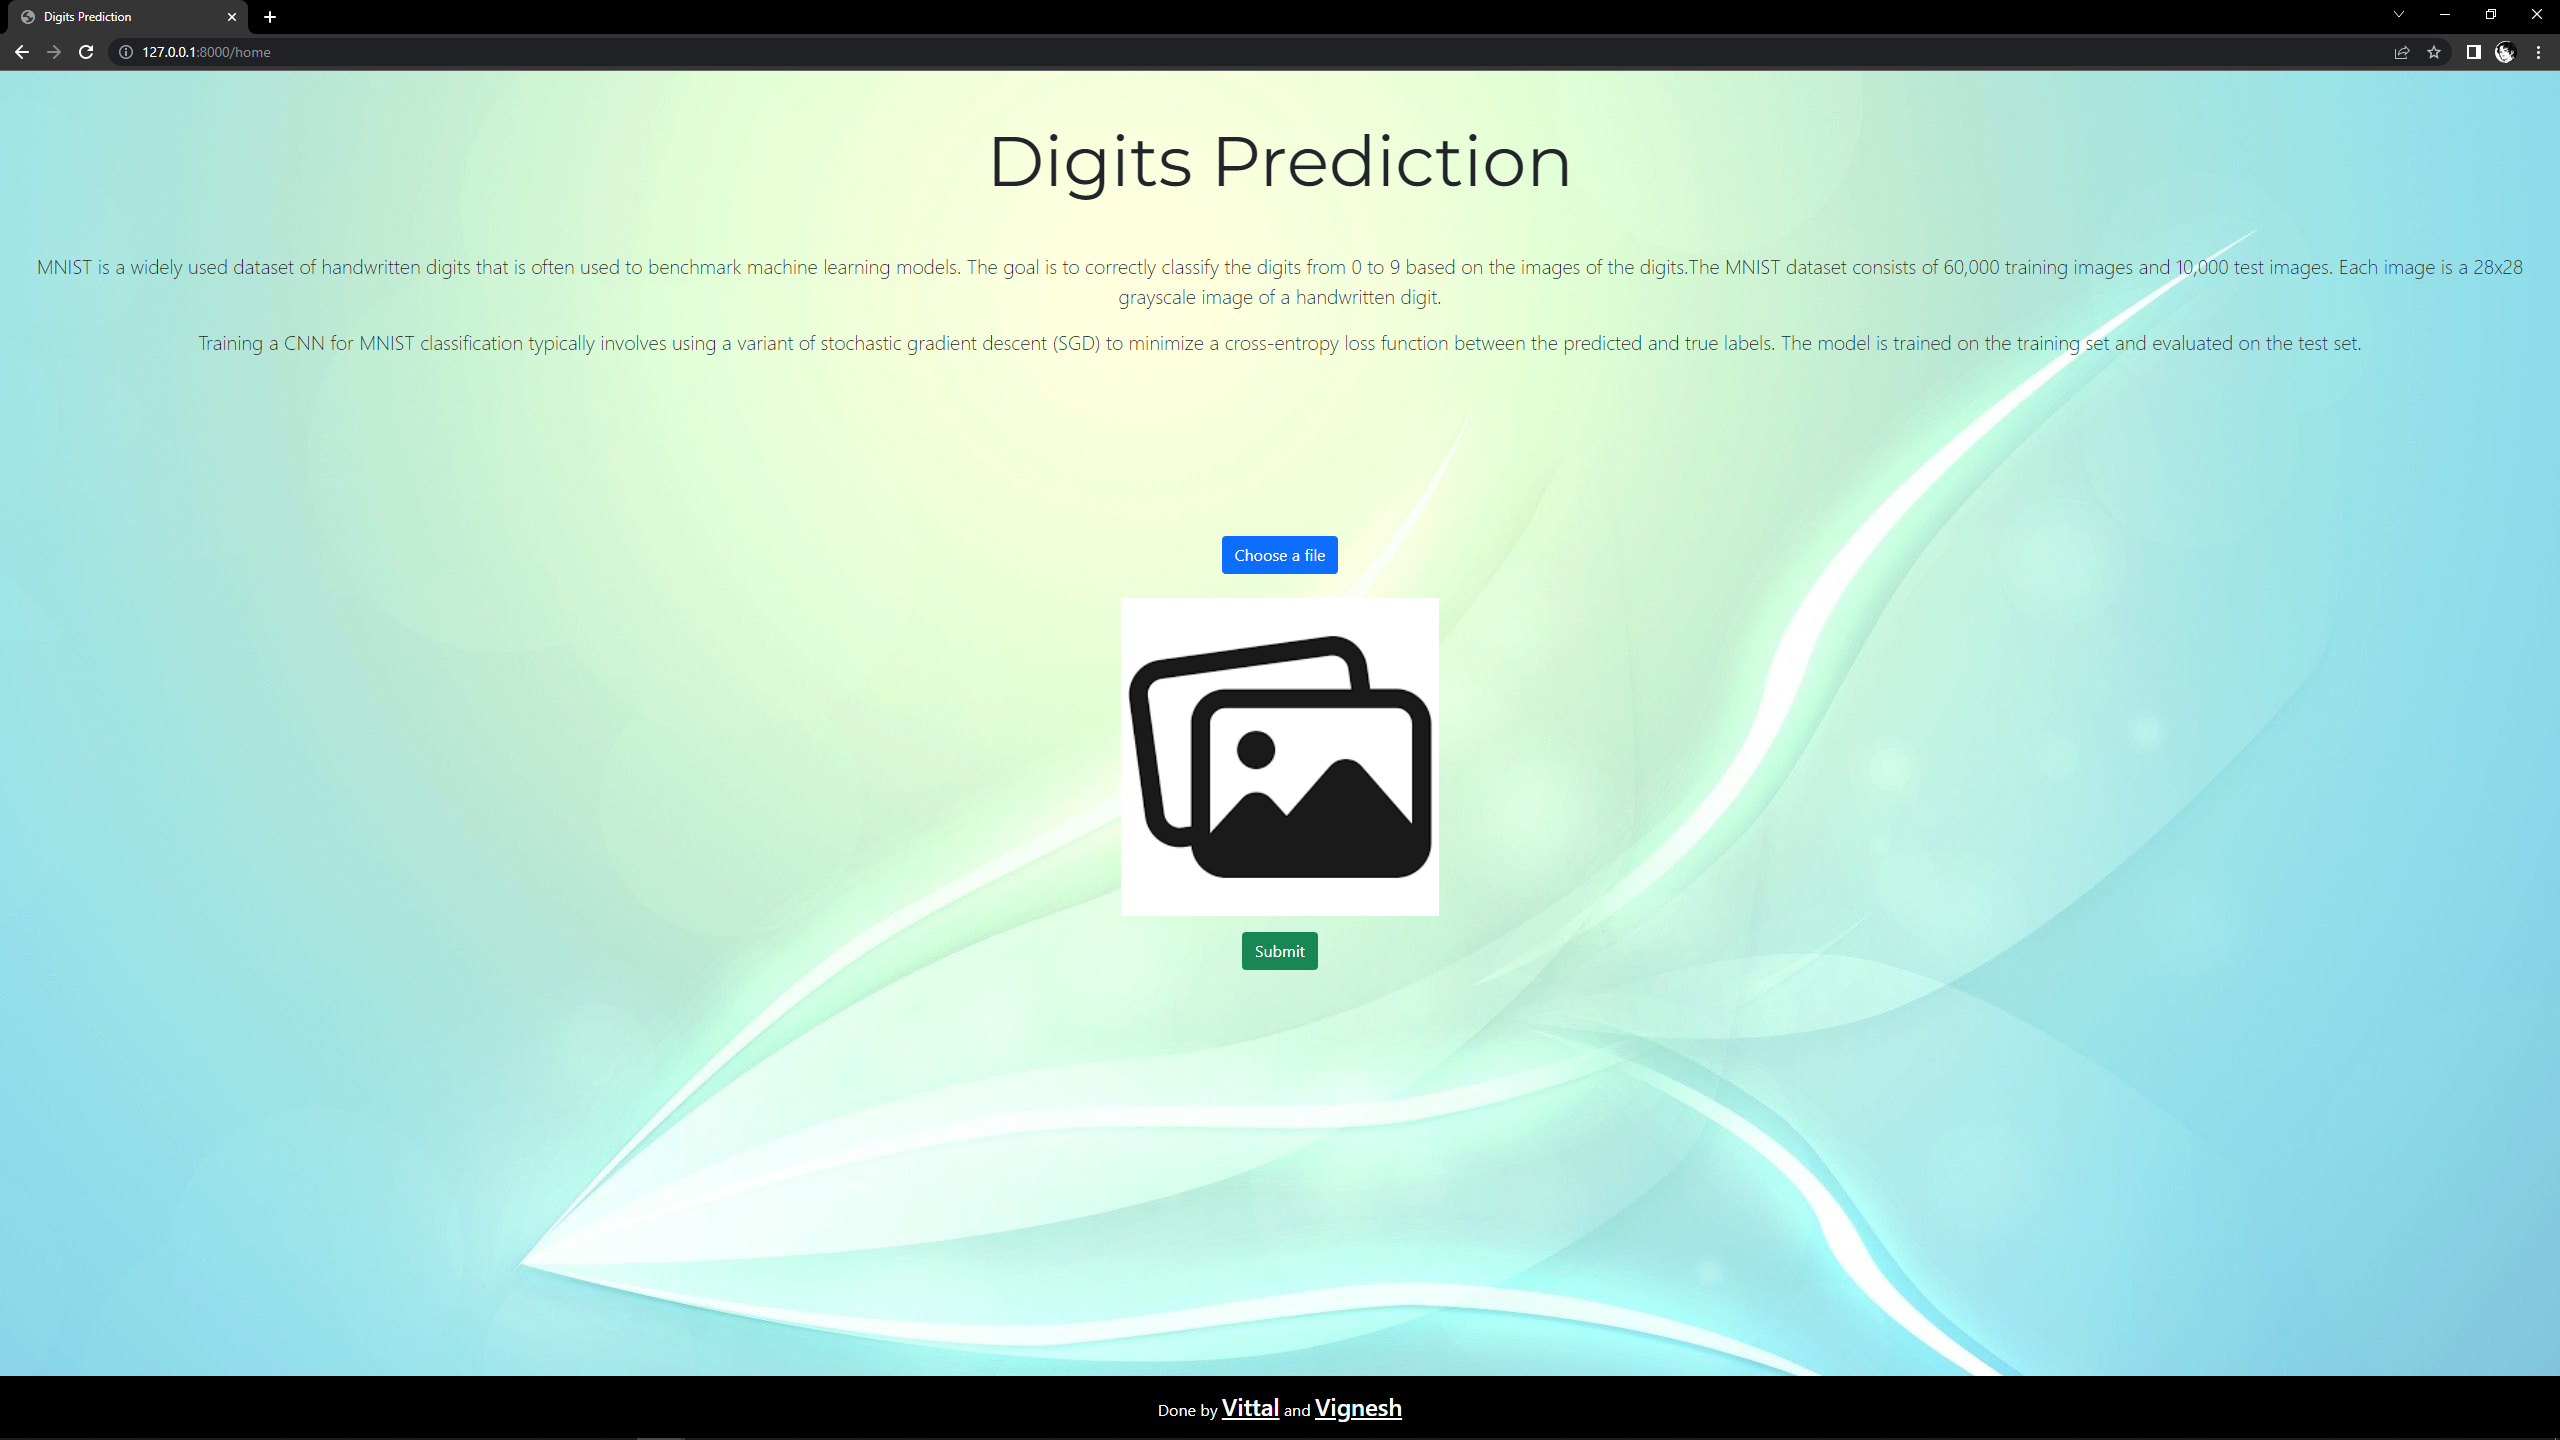 Digits Prediction
127.0.0.1:8000/home
Digits Prediction
MNIST is a widely used dataset of handwritten digits that is often used to benchmark machine learning models. The goal is to correctly classify the digits from 0 to 9 based on the images of the digits.The MNIST dataset consists of 60,000 training images and 10,000 test images. Each image is a 28x28
grayscale image of a handwritten digit.
Training a CNN for MNIST classification typically involves using a variant of stochastic gradient descent (SGD) to minimize a cross-entropy loss function between the predicted and true labels. The model is trained on the training set and evaluated on the test set.
Choose a file
Submit
Done by Vittal and Vignesh